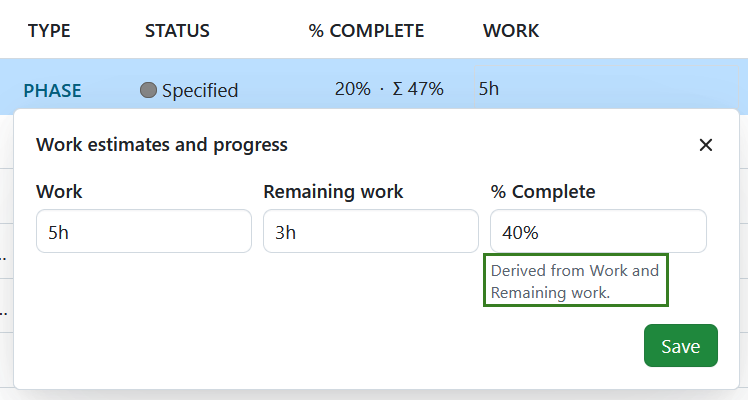 TYPE STATUS % COMPLETE WORK
PHASE Specified 20% · Σ 47% 5h
Work estimates and progress
Work Remaining work % Complete
5h 3h 40%
Derived from Work and
Remaining work.
..
..
Save